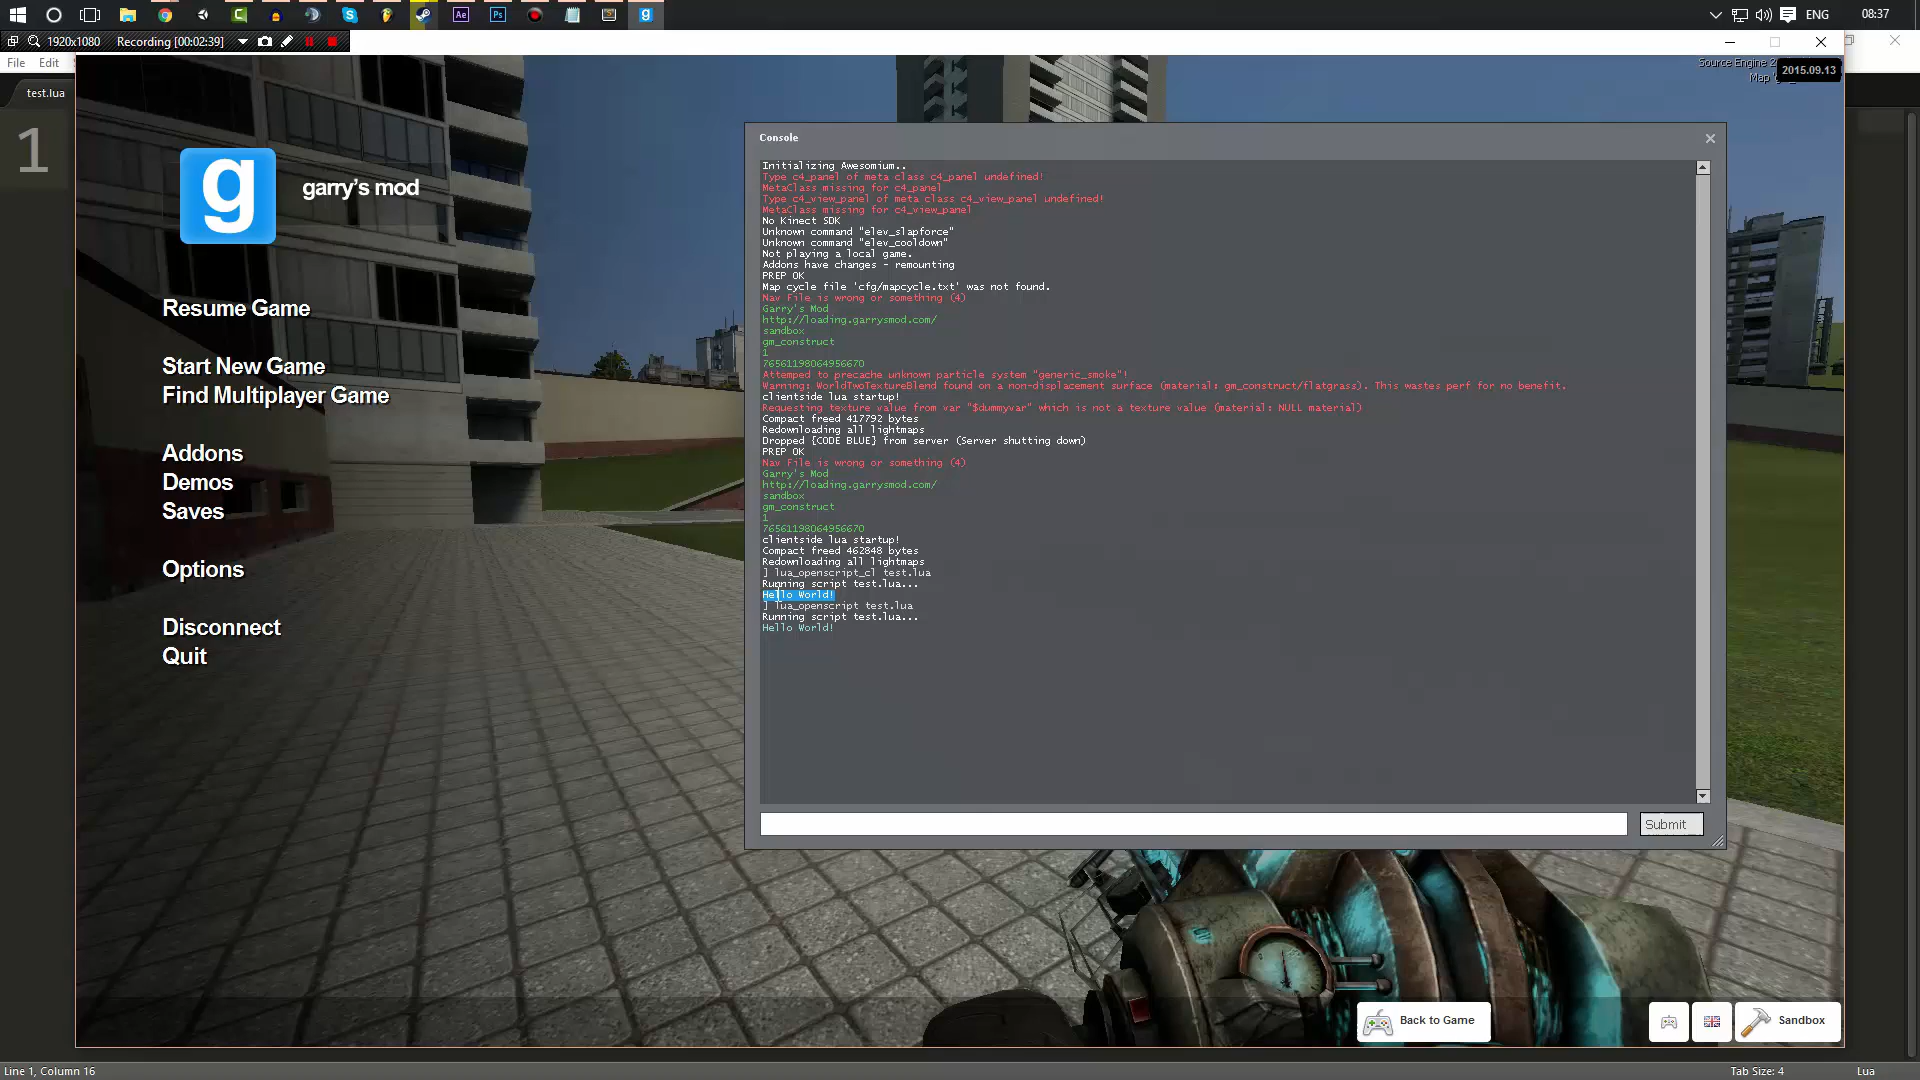 ENG
08:37
1920x1080
Recording [00:02:39]
File Edit
Source Engine 2
2015.09.13
Map
test.lua
1
g garry's mod
Resume Game
Start New Game
Find Multiplayer Game
Addons
Demos
Saves
Options
Disconnect
Quit
Console
Initializing Awesomium..
Type c4_panel of meta class c4_panel undefined!
MetaClass missing for c4_panel
Type c4_view_panel of meta class c4_view_panel undefined!
MetaClass missing for c4_view_panel
No Kinect SDK
Unknown command "elev_slapforce"
Unknown command "elev_cooldown"
Not playing a local game.
Addons have changes - remounting
PREP OK
Map cycle file 'cfg/mapcycle.txt' was not found.
Nav File is wrong or something (4)
Garry's Mod
http://loading.garrysmod.com/
sandbox
gm_construct
1
76561198064956670
Attemped to precache unknown particle system "generic_smoke"!
Warning: WorldTwoTextureBlend found on a non-displacement surface (material: gm_construct/flatgrass). This wastes perf for no benefit.
clientside lua startup!
Requesting texture value from var "$dummyvar" which is not a texture value (material: NULL material)
Compact freed 417792 bytes
Redownloading all lightmaps
Dropped {CODE BLUE} from server (Server shutting down)
PREP OK
Nav File is wrong or something (4)
Garry's Mod
http://loading.garrysmod.com/
sandbox
gm_construct
1
76561198064956670
clientside lua startup!
Compact freed 462848 bytes
Redownloading all lightmaps
] lua_openscript_cl test.lua
Running script test.lua...
Hello World!
] lua_openscript test.lua
Running script test.lua...
Hello World!
Submit
Back to Game
Sandbox
Line 1, Column 16
Tab Size: 4
Lua